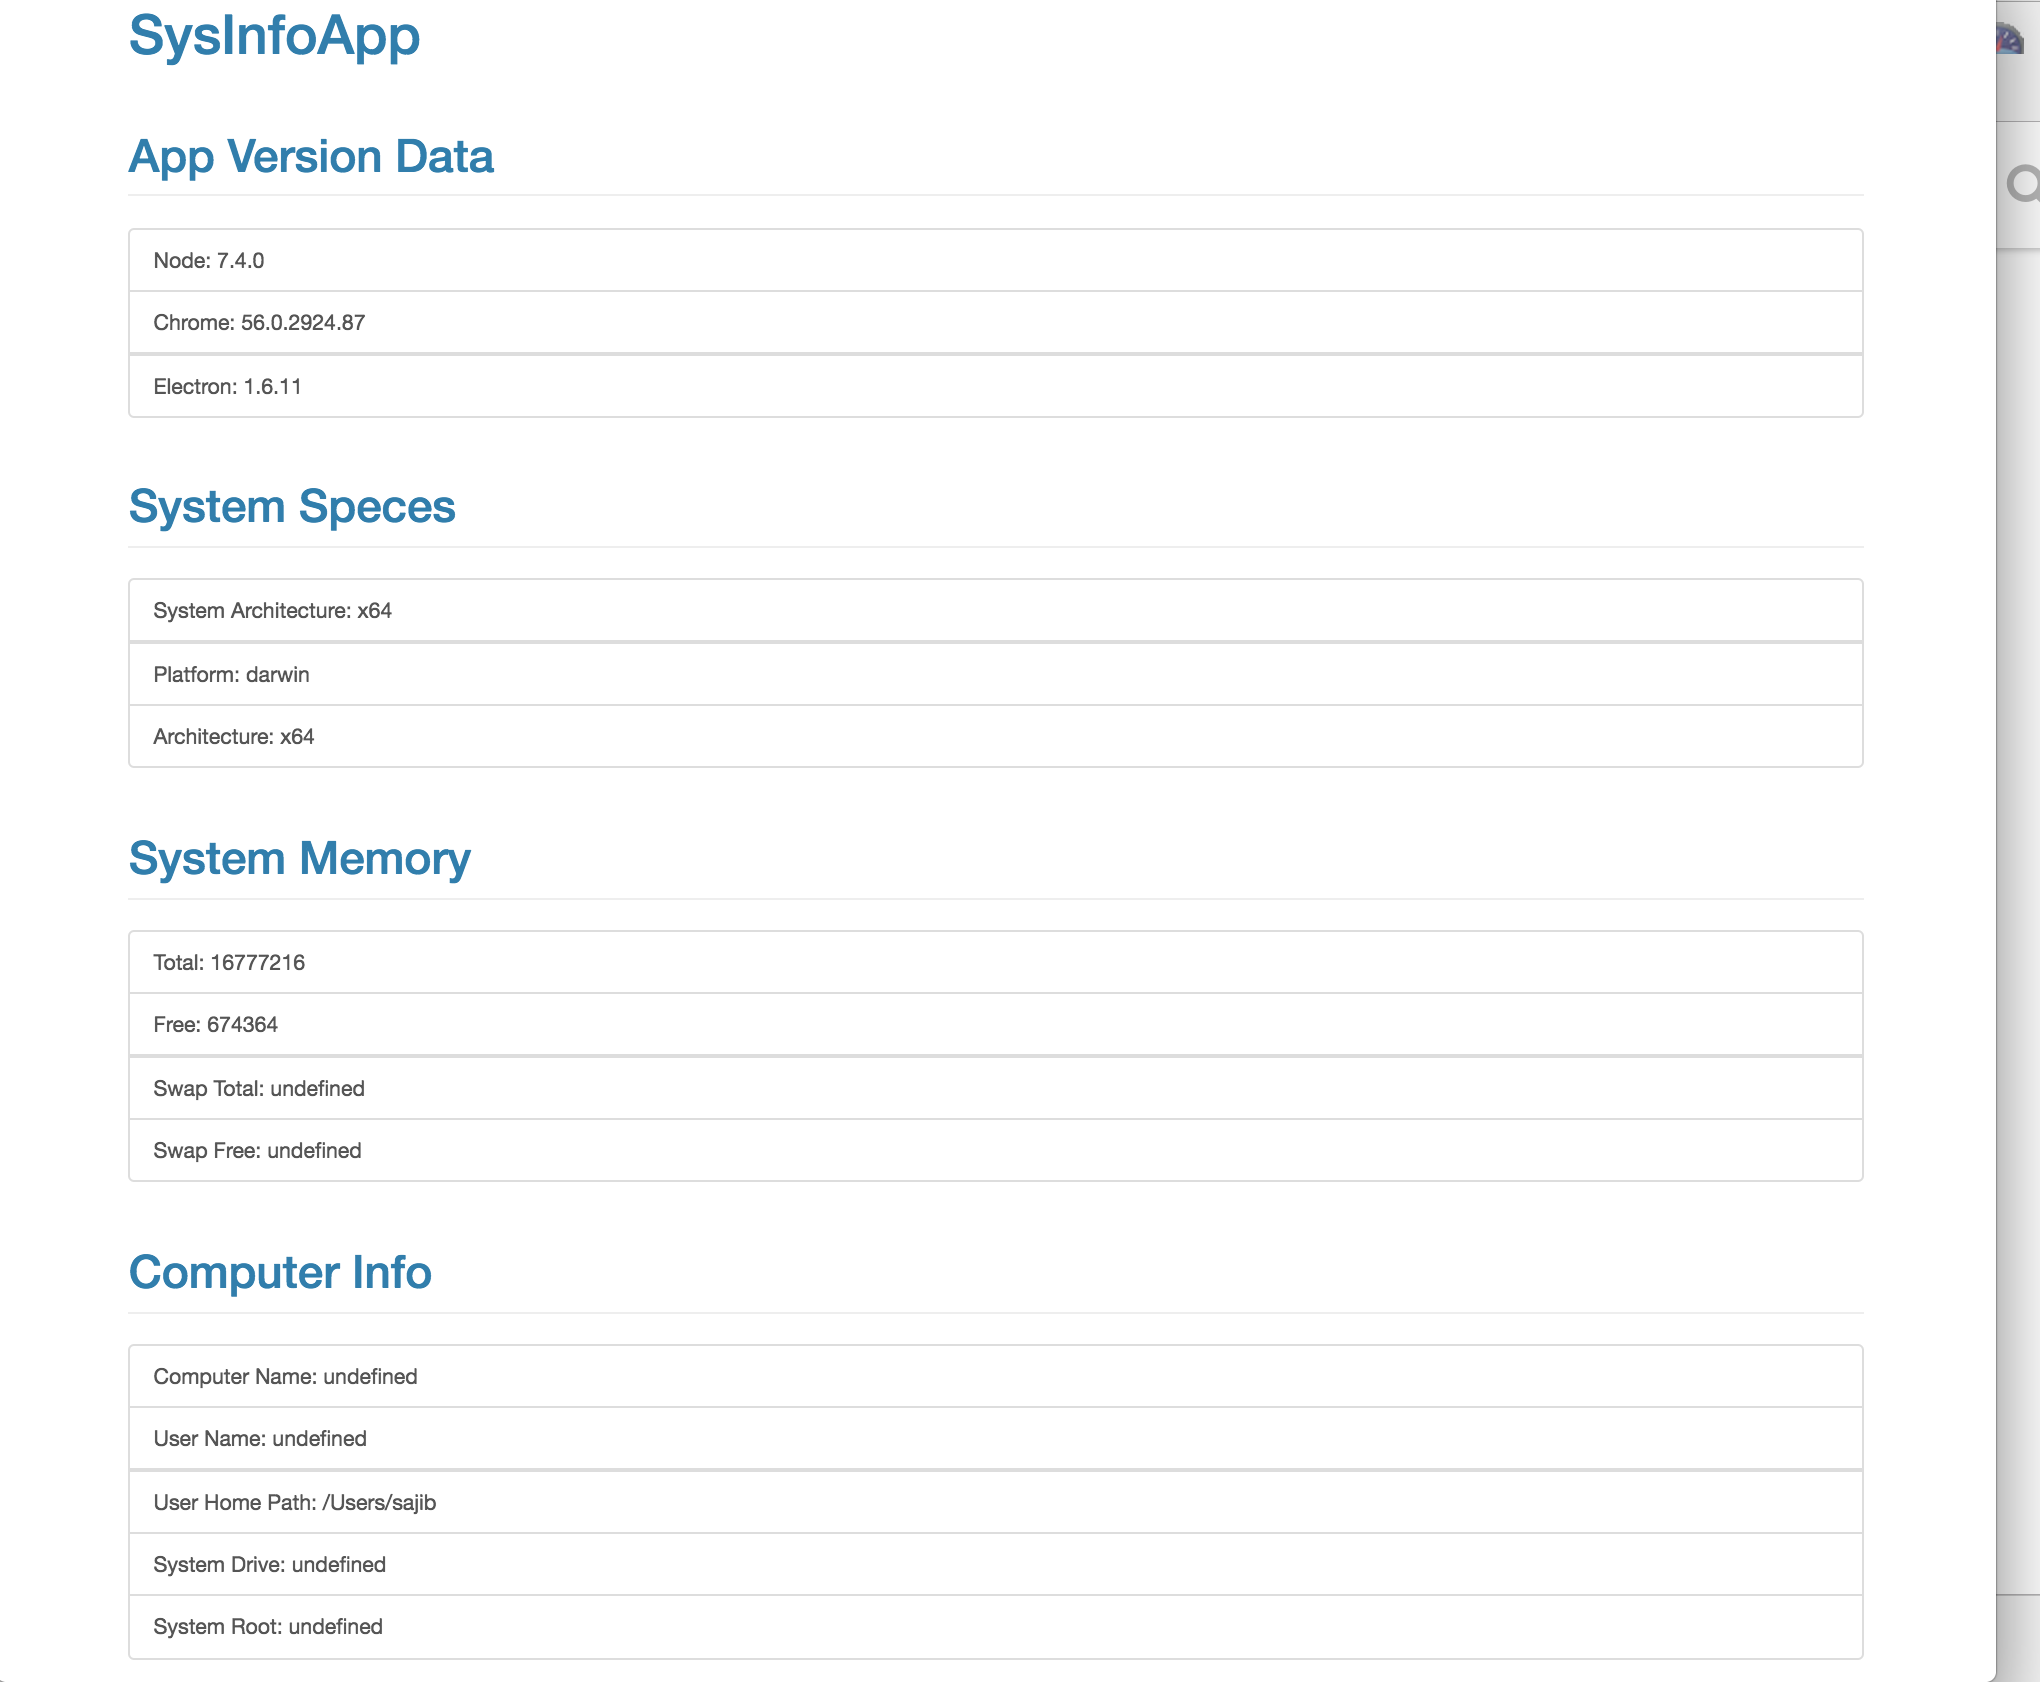 SysInfoApp
App Version Data
Node: 7.4.0
Chrome: 56.0.2924.87
Electron: 1.6.11
System Speces
System Architecture: x64
Platform: darwin
Architecture: x64
System Memory
Total: 16777216
Free: 674364
Swap Total: undefined
Swap Free: undefined
Computer Info
Computer Name: undefined
User Name: undefined
User Home Path: /Users/sajib
System Drive: undefined
System Root: undefined